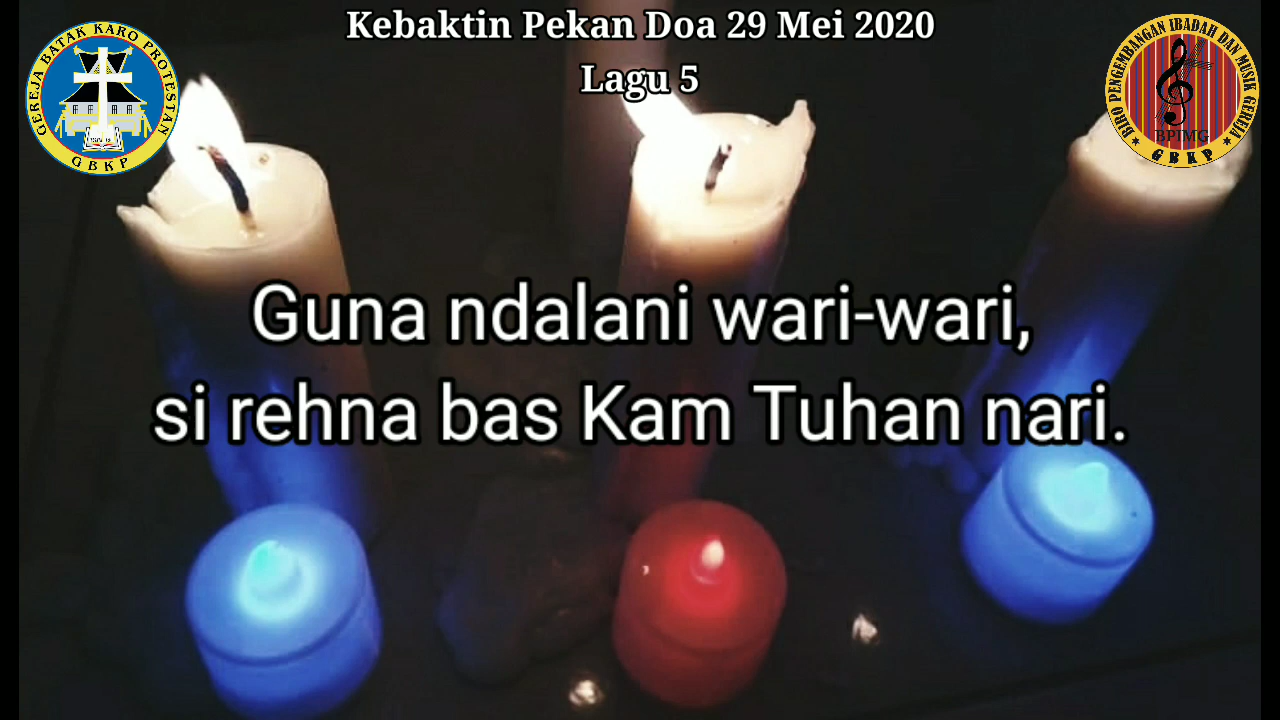 Kebaktin Pekan Doa 29 Mei 2020
Lagu 5
GEREJA BATAK KARO PROTESTAN
GBKP
BIRO PENGEMBANGAN IBADAH DAN MUSIK GEREJA
BPIMG
GBKP
Guna ndalani wari-wari,
si rehna bas Kam Tuhan nari.